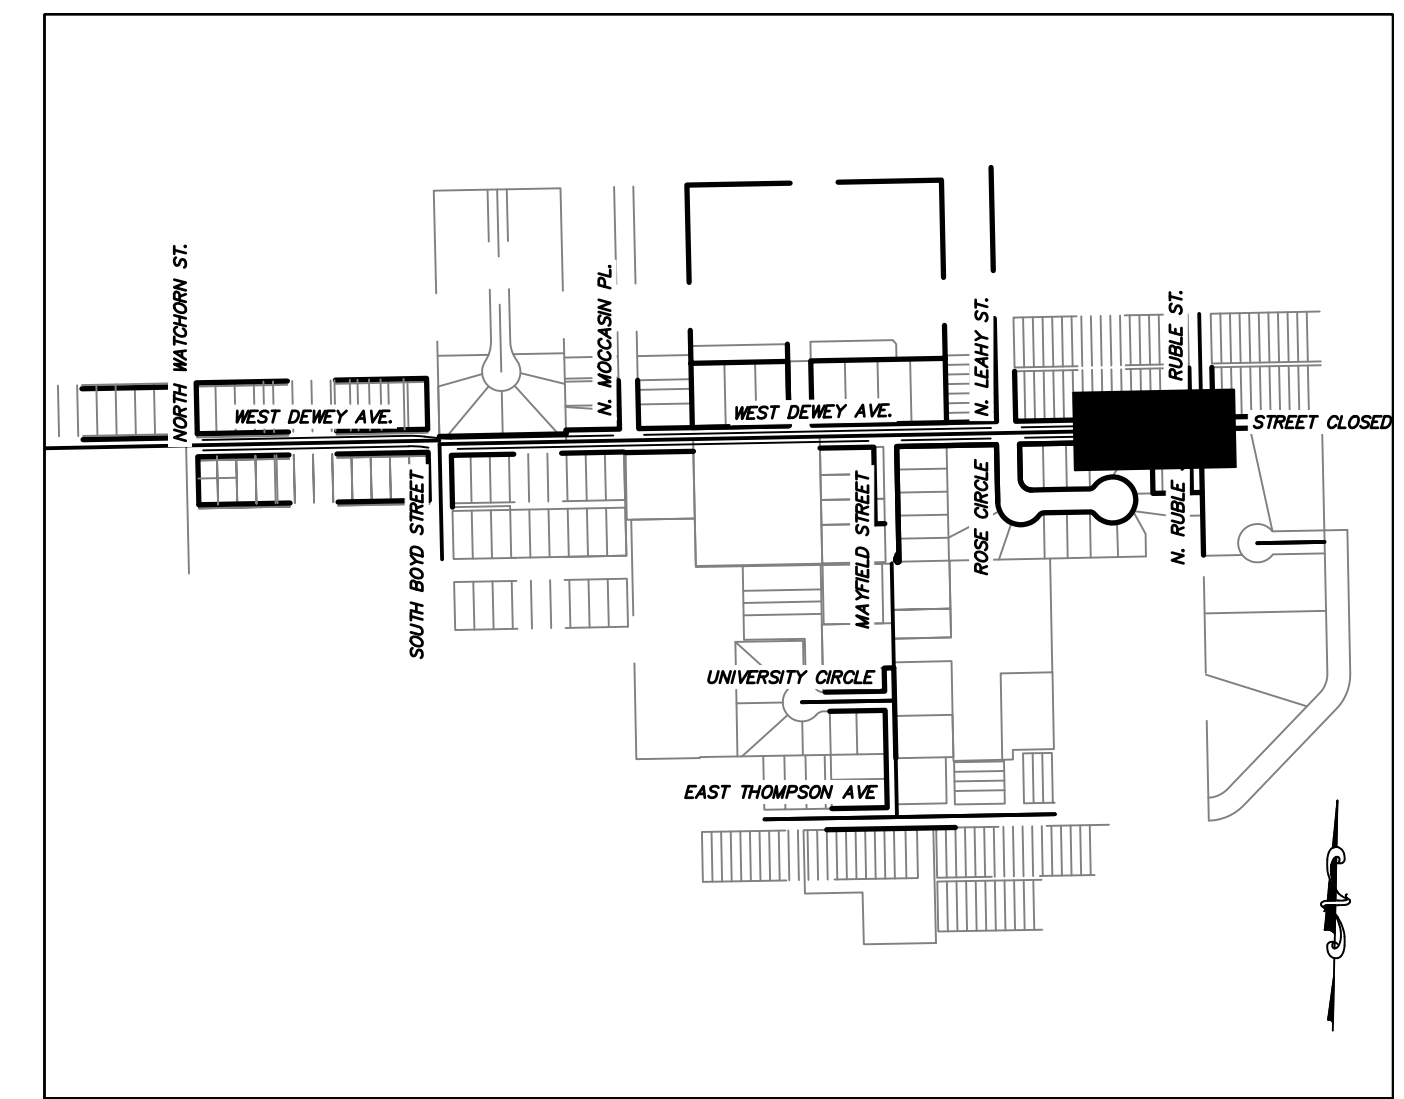 NORTH WATCHORN ST.
N. MOCCASIN PL.
N. LEAHY ST.
RUBLE ST.
WEST DEWEY AVE.
WEST DEWEY AVE.
STREET CLOSED
SOUTH BOYD STREET
MAYFIELD STREET
ROSE CIRCLE
N. RUBLE
UNIVERSITY CIRCLE
EAST THOMPSON AVE